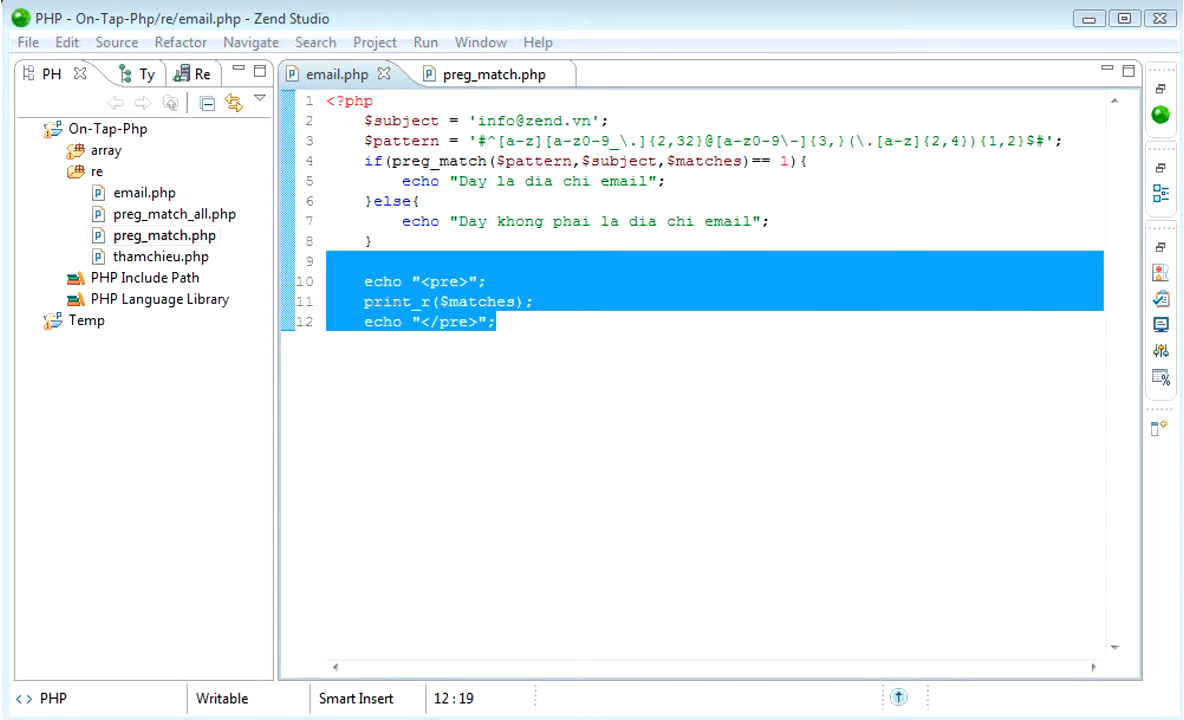 PHP - On-Tap-Php/re/email.php - Zend Studio
File Edit Source Refactor Navigate Search Project Run Window Help
PH Ty Re
email.php preg_match.php
On-Tap-Php
array
re
email.php
preg_match_all.php
preg_match.php
thamchieu.php
PHP Include Path
PHP Language Library
Temp
1 <?php
2 $subject = 'info@zend.vn';
3 $pattern = '#^[a-z][a-z0-9_\.]{2,32}@[a-z0-9\-]{3,}(\.[a-z]{2,4}){1,2}$#';
4 if(preg_match($pattern,$subject,$matches)== 1){
5 echo "Day la dia chi email";
6 }else{
7 echo "Day khong phai la dia chi email";
8 }
9
10 echo "<pre>";
11 print_r($matches);
12 echo "</pre>";
PHP Writable Smart Insert 12:19